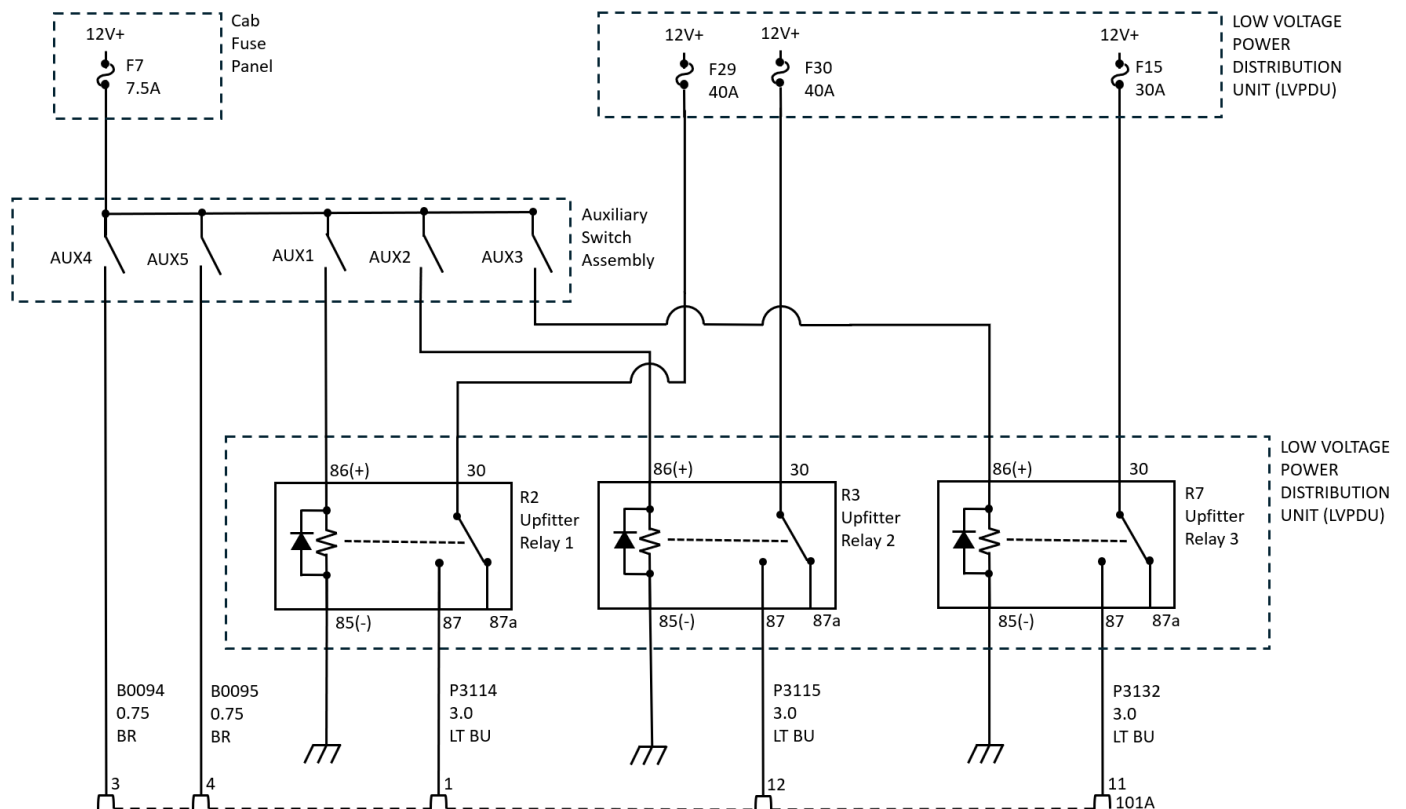 Cab
Fuse
Panel
12V+
F7
7.5A
12V+
F29
40A
12V+
F30
40A
12V+
F15
30A
LOW VOLTAGE
POWER
DISTRIBUTION
UNIT (LVPDU)
AUX4
AUX5
AUX1
AUX2
AUX3
Auxiliary
Switch
Assembly
LOW VOLTAGE
POWER
DISTRIBUTION
UNIT (LVPDU)
86(+)
30
R2
Upfitter
Relay 1
85(-)
87
87a
86(+)
30
R3
Upfitter
Relay 2
85(-)
87
87a
86(+)
30
R7
Upfitter
Relay 3
85(-)
87
87a
B0094
0.75
BR
B0095
0.75
BR
P3114
3.0
LT BU
P3115
3.0
LT BU
P3132
3.0
LT BU
3
4
1
12
11
101A